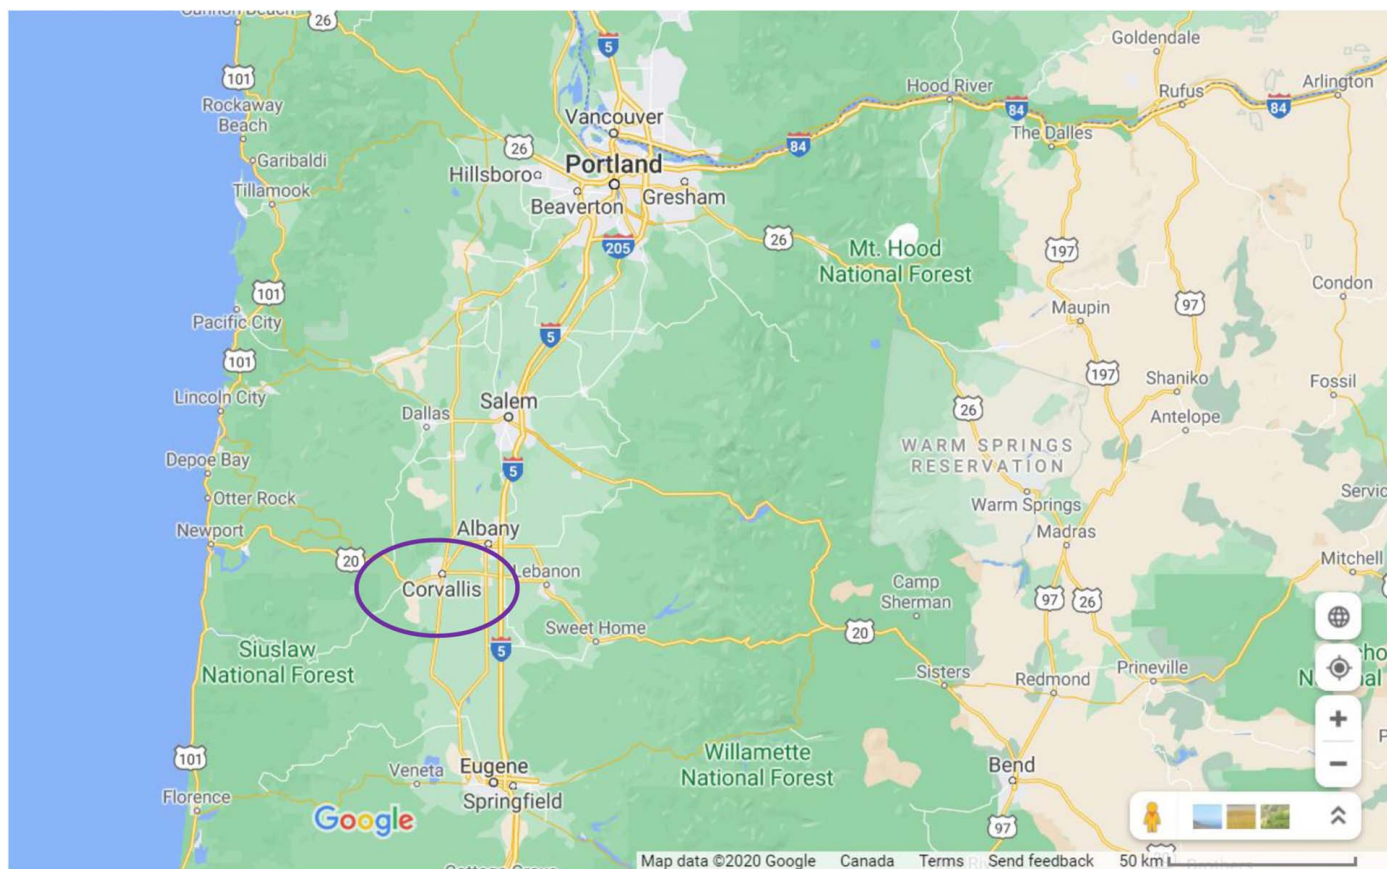 Cannon Beach
26
5
Goldendale
101
Hood River
Arlington
Rockaway
Beach
84
Rufus
84
Vancouver
The Dalles
26
84
Garibaldi
Portland
Hillsboro
Tillamook
Gresham
Beaverton
26
205
Mt. Hood
National Forest
197
101
Condon
97
Maupin
Pacific City
5
101
197
Shaniko
Fossil
Lincoln City
Salem
Dallas
26
Antelope
WARM SPRINGS
RESERVATION
Depoe Bay
5
Otter Rock
Warm Springs
Newport
Albany
Madras
20
Mitchell
Lebanon
Corvallis
Camp
Sherman
97
26
Sweet Home
20
Siuslaw
National Forest
5
Sisters
Redmond
Prineville
101
Willamette
National Forest
Veneta
Eugene
Bend
Florence
Springfield
Google
97
Map data ©2020 Google Canada Terms Send feedback 50 km
Brothers